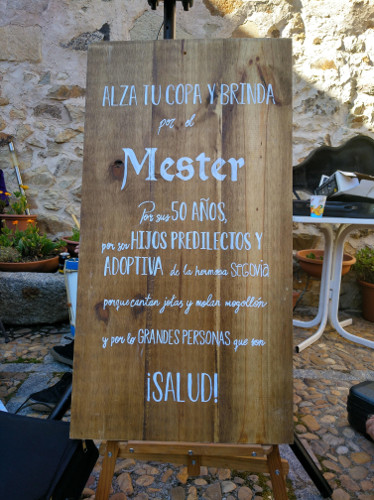 ALZA TU COPA Y BRINDA
por el
Mester
Por sus 50 AÑOS,
por ser HIJOS PREDILECTOS Y
ADOPTIVA de la hermosa SEGOVIA
porque cantan jotas y molan mogollón
y por lo GRANDES PERSONAS que son
¡SALUD!